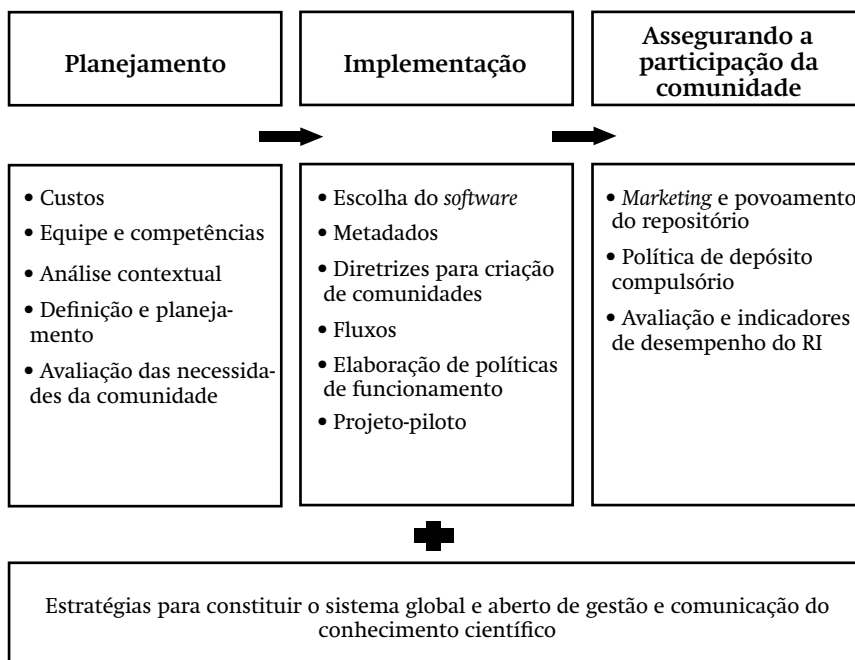 Planejamento
Implementação
Assegurando a
participação da
comunidade
• Custos
• Equipe e competências
• Análise contextual
• Definição e planeja-
mento
• Avaliação das necessida-
des da comunidade
• Escolha do software
• Metadados
• Diretrizes para criação
de comunidades
• Fluxos
• Elaboração de políticas
de funcionamento
• Projeto-piloto
• Marketing e povoamento
do repositório
• Política de depósito
compulsório
• Avaliação e indicadores
de desempenho do RI
Estratégias para constituir o sistema global e aberto de gestão e comunicação do
conhecimento científico